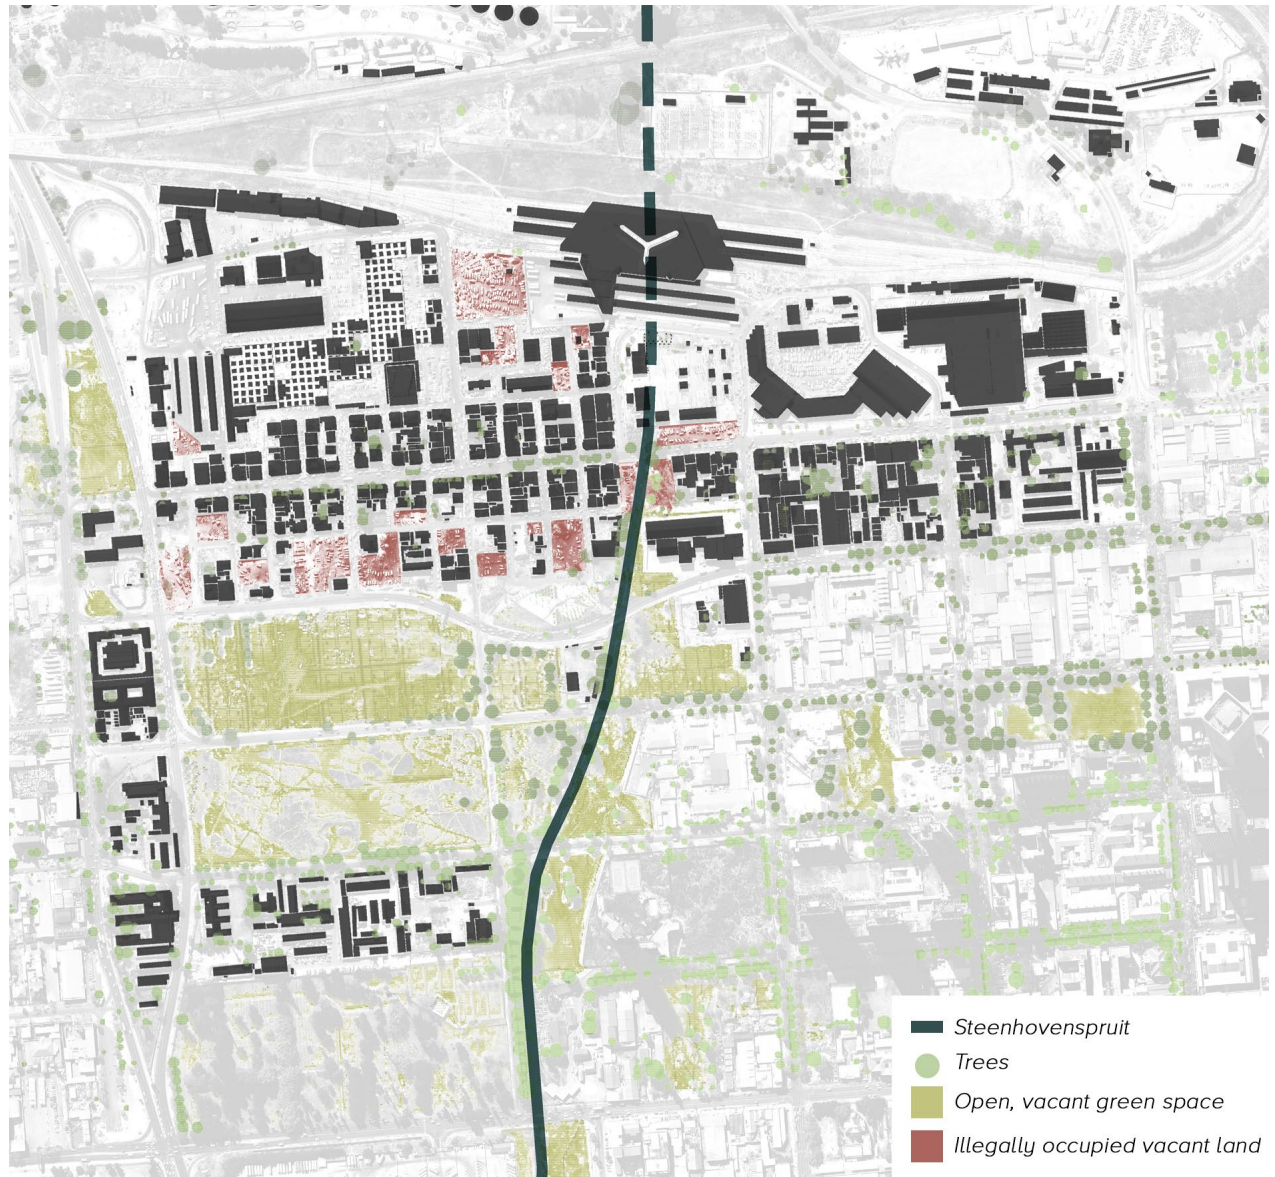 Steenhovenspruit
Trees
Open, vacant green space
Illegally occupied vacant land